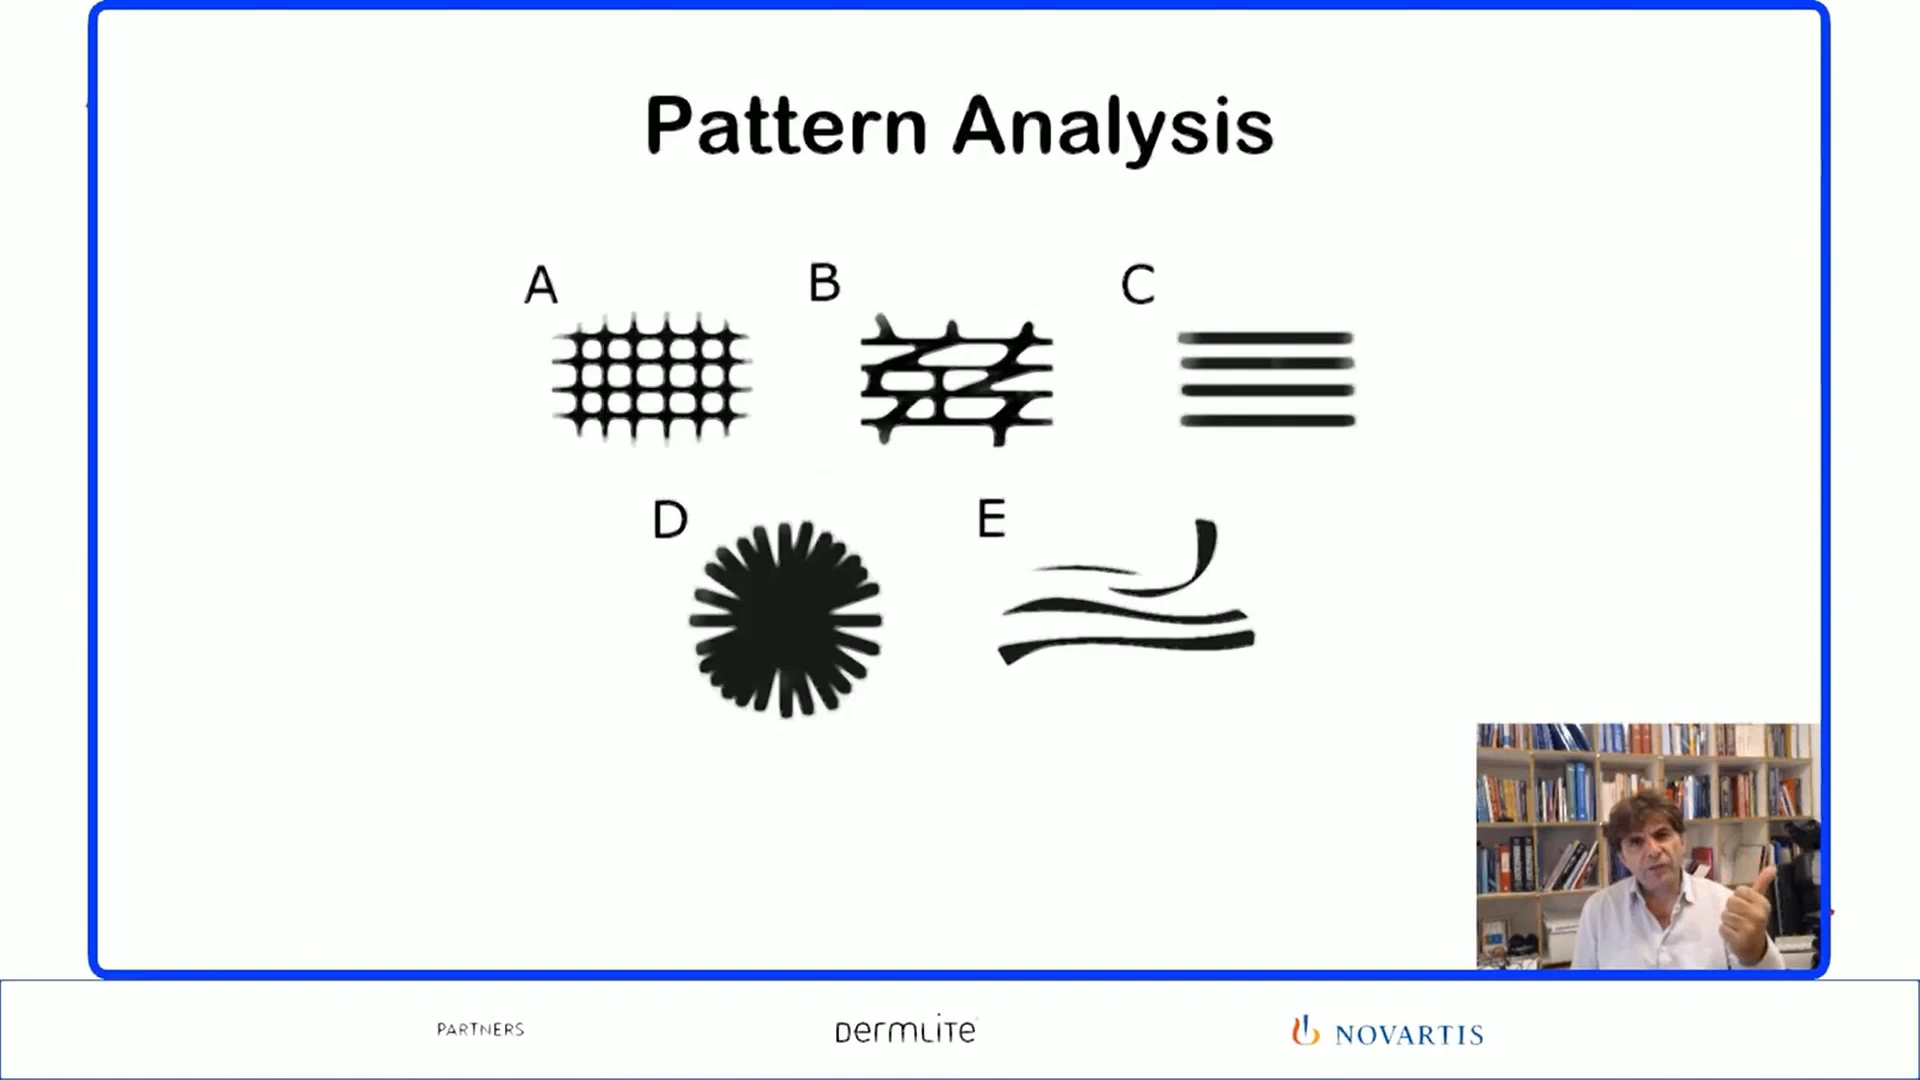 Pattern Analysis
A
B
C
D
E
PARTNERS
DERMLITE
NOVARTIS